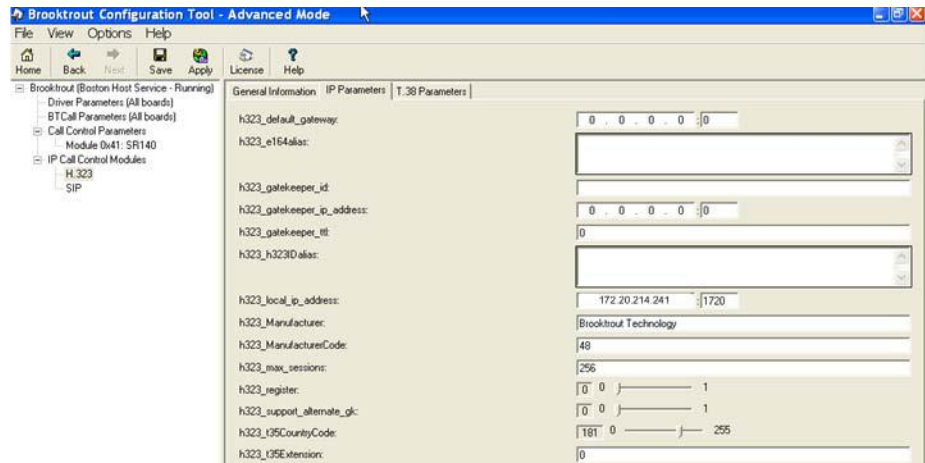 Brooktrout Configuration Tool - Advanced Mode
File View Options Help
Home Back Next Save Apply License Help
Brooktrout (Boston Host Service - Running)
Driver Parameters (All boards)
BTCall Parameters (All boards)
Call Control Parameters
Module 0x41: SR140
IP Call Control Modules
H.323
SIP
General Information IP Parameters T.38 Parameters
h323_default_gateway: 0 . 0 . 0 . 0 :0
h323_e164alias:
h323_gatekeeper_id:
h323_gatekeeper_ip_address: 0 . 0 . 0 . 0 :0
h323_gatekeeper_ttl: 0
h323_h323IDalias:
h323_local_ip_address: 172.20.214.241 :1720
h323_Manufacturer: Brooktrout Technology
h323_ManufacturerCode: 48
h323_max_sessions: 256
h323_register: 0 0 1
h323_support_alternate_gk: 0 0 1
h323_t35CountryCode: 181 0 255
h323_t35Extension: 0